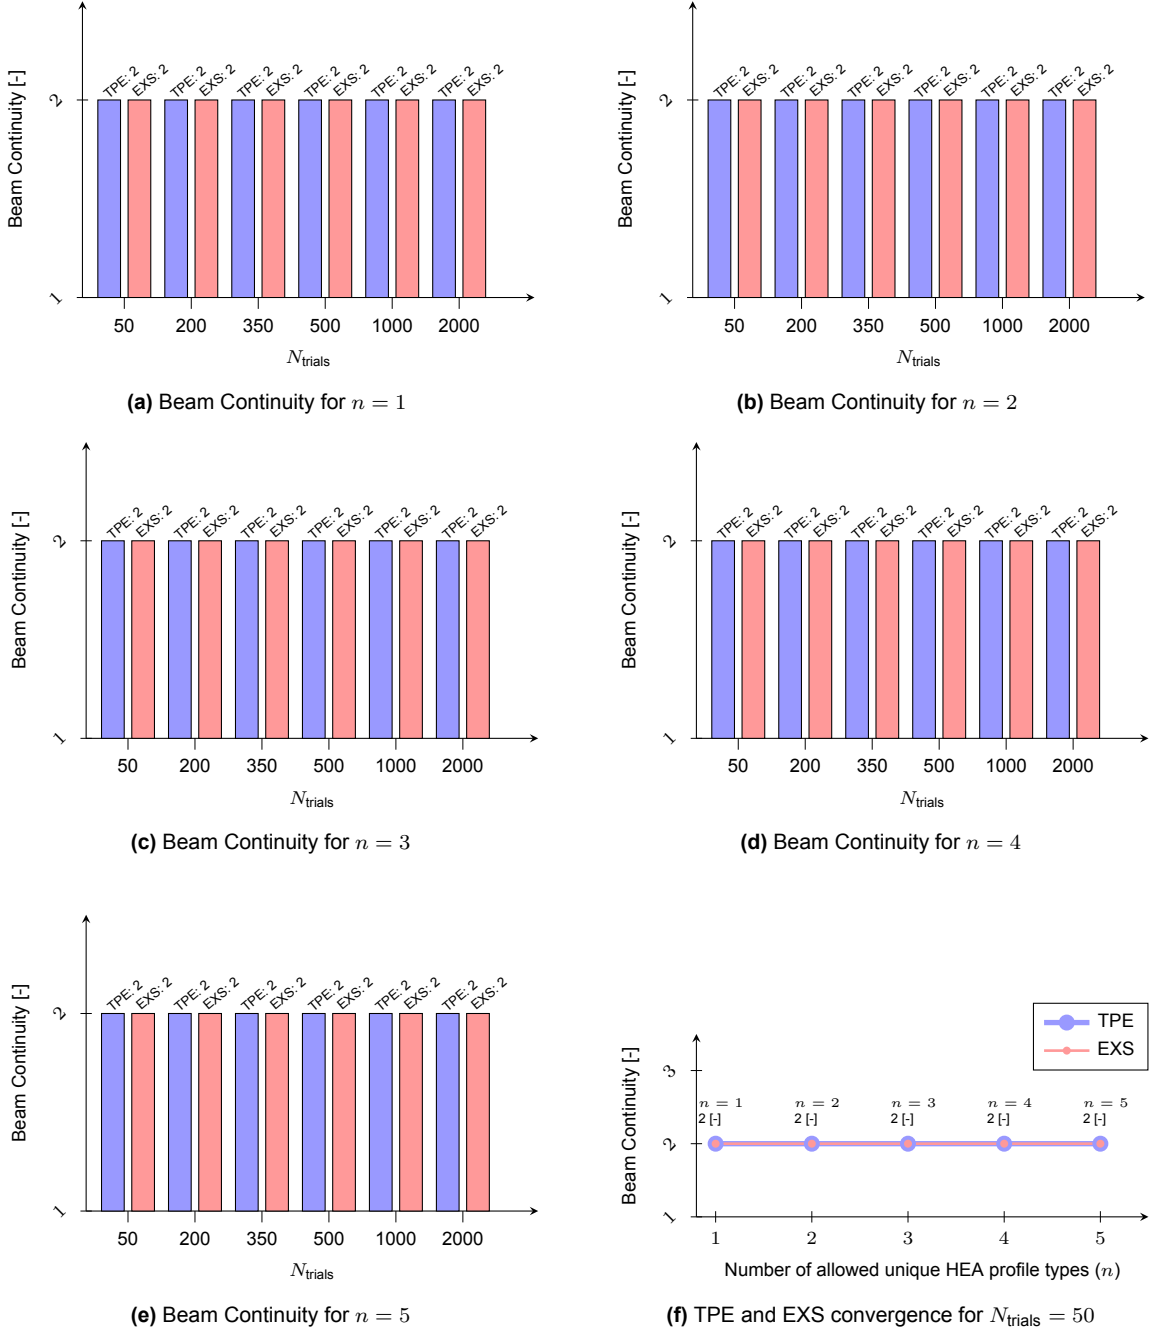 Beam Continuity [-]
TPE: 2 EXS: 2 TPE: 2 EXS: 2 TPE: 2 EXS: 2 TPE: 2 EXS: 2 TPE: 2 EXS: 2 TPE: 2 EXS: 2
2
1
50 200 350 500 1000 2000
N_trials
(a) Beam Continuity for n = 1
Beam Continuity [-]
TPE: 2 EXS: 2 TPE: 2 EXS: 2 TPE: 2 EXS: 2 TPE: 2 EXS: 2 TPE: 2 EXS: 2 TPE: 2 EXS: 2
2
1
50 200 350 500 1000 2000
N_trials
(b) Beam Continuity for n = 2
Beam Continuity [-]
TPE: 2 EXS: 2 TPE: 2 EXS: 2 TPE: 2 EXS: 2 TPE: 2 EXS: 2 TPE: 2 EXS: 2 TPE: 2 EXS: 2
2
1
50 200 350 500 1000 2000
N_trials
(c) Beam Continuity for n = 3
Beam Continuity [-]
TPE: 2 EXS: 2 TPE: 2 EXS: 2 TPE: 2 EXS: 2 TPE: 2 EXS: 2 TPE: 2 EXS: 2 TPE: 2 EXS: 2
2
1
50 200 350 500 1000 2000
N_trials
(d) Beam Continuity for n = 4
Beam Continuity [-]
TPE: 2 EXS: 2 TPE: 2 EXS: 2 TPE: 2 EXS: 2 TPE: 2 EXS: 2 TPE: 2 EXS: 2 TPE: 2 EXS: 2
2
1
50 200 350 500 1000 2000
N_trials
(e) Beam Continuity for n = 5
TPE
EXS
Beam Continuity [-]
3
n = 1 n = 2 n = 3 n = 4 n = 5
2 [-] 2 [-] 2 [-] 2 [-] 2 [-]
2
1
1 2 3 4 5
Number of allowed unique HEA profile types (n)
(f) TPE and EXS convergence for N_trials = 50